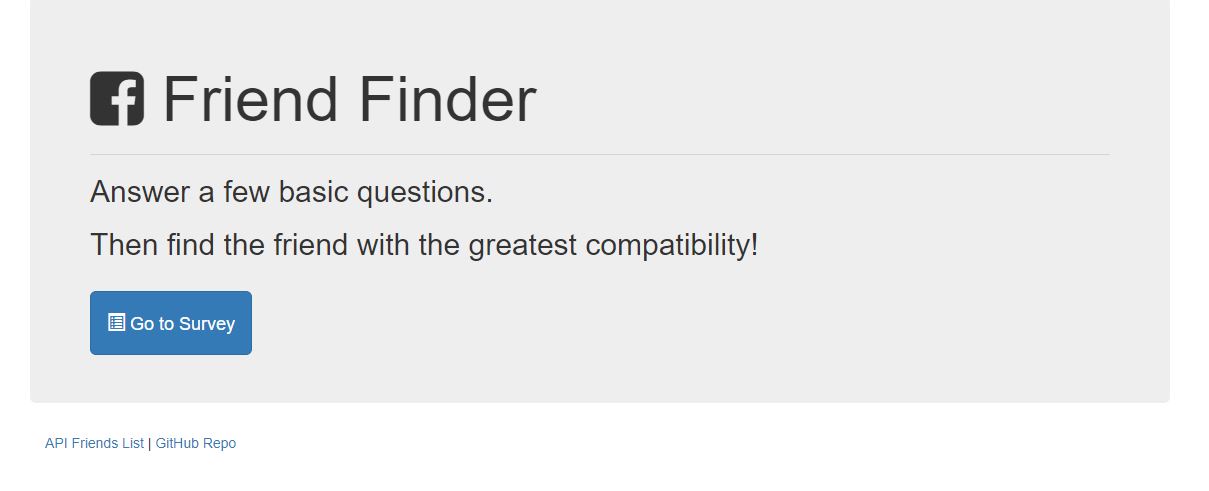 Friend Finder
Answer a few basic questions.
Then find the friend with the greatest compatibility!
Go to Survey
API Friends List | GitHub Repo